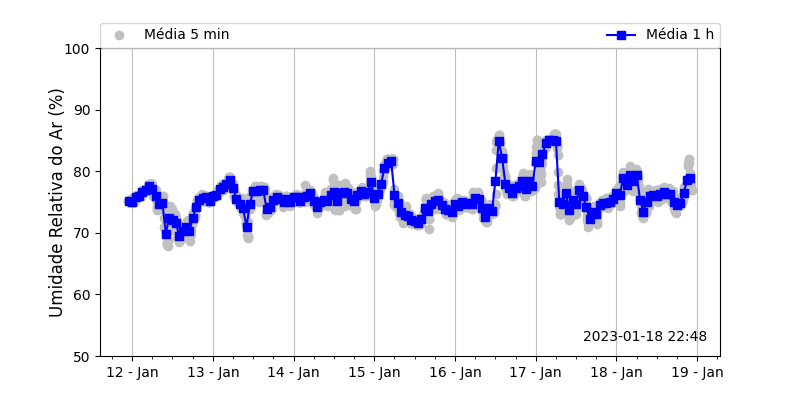 Média 5 min
Média 1 h
Umidade Relativa do Ar (%)
100
90
80
70
60
50
2023-01-18 22:48
12 - Jan
13 - Jan
14 - Jan
15 - Jan
16 - Jan
17 - Jan
18 - Jan
19 - Jan